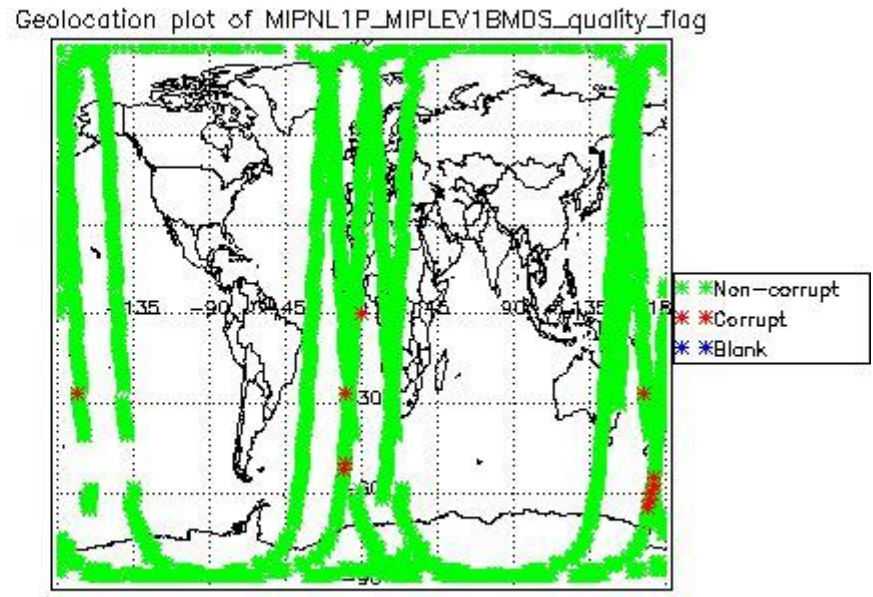 Geolocation plot of MIPNL1P_MIPLEV1BMDS_quality_flag
-135 -90 -45 45 90 135
30
-60
-90
Non-corrupt
Corrupt
Blank